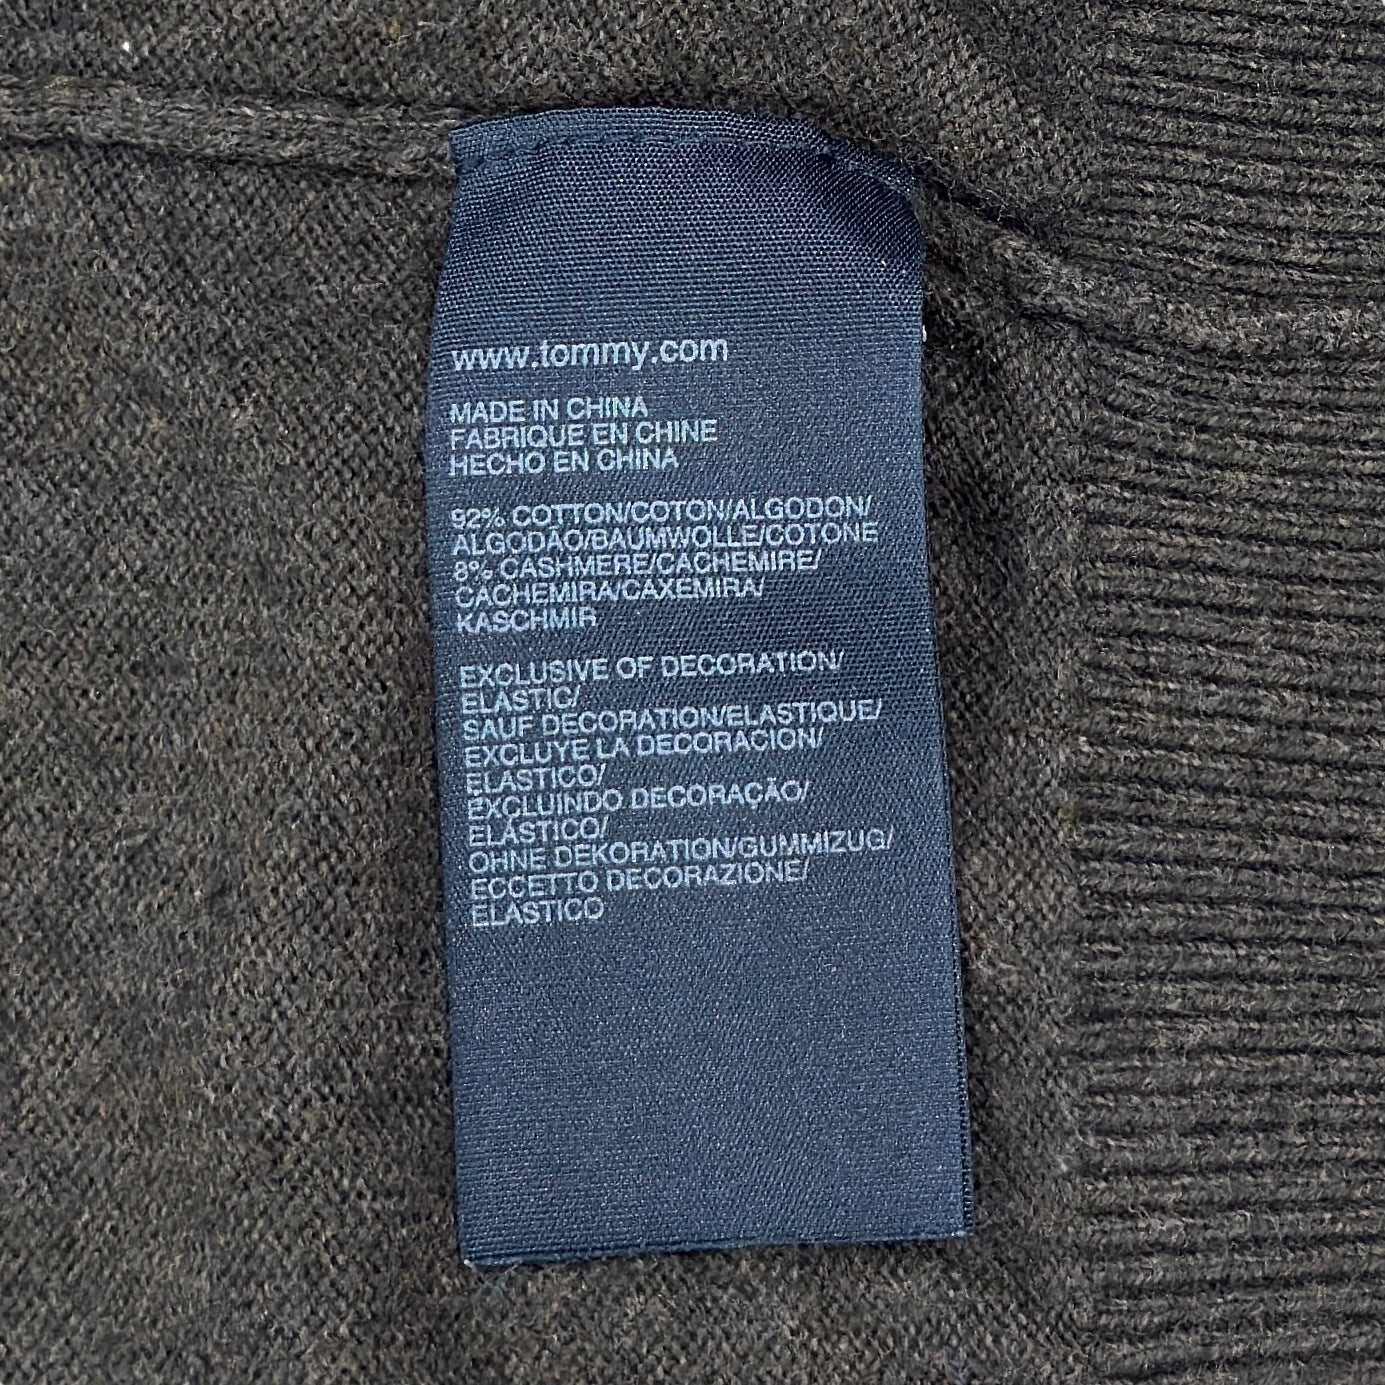 www.tommy.com
MADE IN CHINA
FABRIQUE EN CHINE
HECHO EN CHINA
92% COTTON/COTON/ALGODON/
ALGODAO/BAUMWOLLE/COTONE
8% CASHMERE/CACHEMIRE/
CACHEMIRA/CAXEMIRA/
KASCHMIR
EXCLUSIVE OF DECORATION/
ELASTIC/
SAUF DECORATION/ELASTIQUE/
EXCLUYE LA DECORACION/
ELASTICO/
EXCLUINDO DECORAÇÃO/
ELÁSTICO/
OHNE DEKORATION/GUMMIZUG/
ECCETTO DECORAZIONE/
ELASTICO